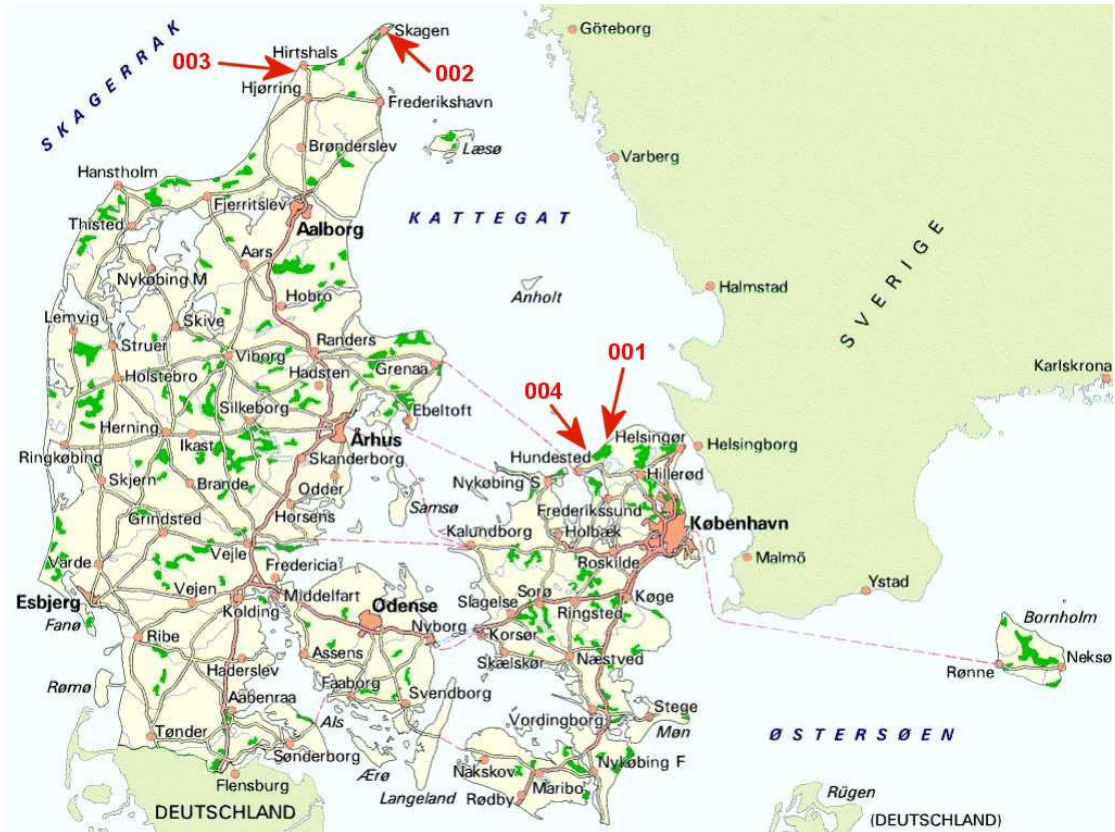 Göteborg
Skagen
Hirtshals
003
002
SKAGERRAK
Hjørring
Frederikshavn
Brønderslev
Læsø
Varberg
Hanstholm
Fjerritslev
KATTEGAT
Thisted
Aalborg
Aars
Nykøbing M
Halmstad
Anholt
SVERIGE
Hobro
Lemvig
Skive
Struer
Randers
Viborg
001
Grenaa
Karlskrona
Holstebro
Hadsten
004
Silkeborg
Ebeltoft
Herning
Ikast
Århus
Helsingør
Helsingborg
Ringkøbing
Skanderborg
Hundested
Skjern
Brande
Nykøbing S
Hillerød
Odder
Samsø
Frederikssund
Horsens
Grindsted
Kalundborg
Holbæk
København
Vejle
Roskilde
Malmö
Varde
Fredericia
Vejen
Middelfart
Sorø
Ystad
Esbjerg
Kolding
Odense
Slagelse
Ringsted
Køge
Fanø
Nyborg
Bornholm
Ribe
Korsør
Assens
Skælskør
Næstved
Neksø
Rønne
Haderslev
Faaborg
Rømø
Aabenraa
Svendborg
Stege
Als
Vordingborg
Møn
Tønder
ØSTERSØEN
Sønderborg
Ærø
Nakskov
Nykøbing F
Flensburg
Langeland
Maribo
Rødby
Rügen
DEUTSCHLAND
(DEUTSCHLAND)